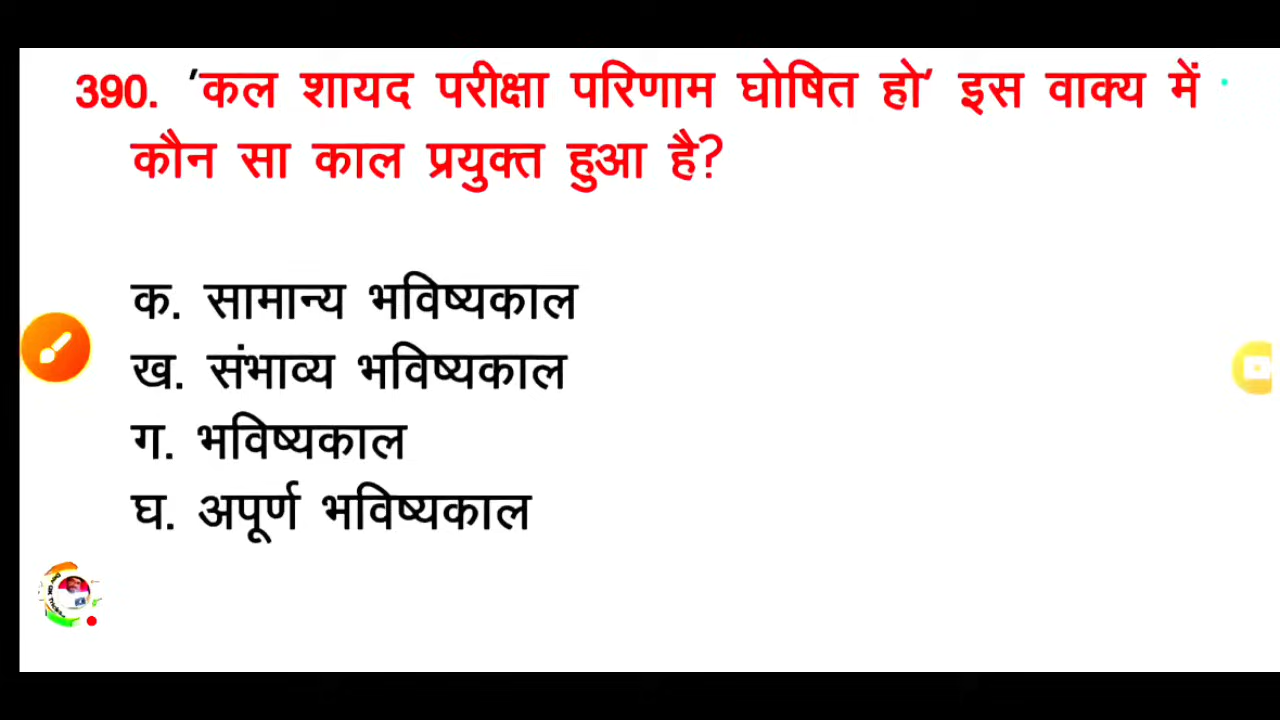 390. 'कल शायद परीक्षा परिणाम घोषित हो' इस वाक्य में
कौन सा काल प्रयुक्त हुआ है?
क. सामान्य भविष्यकाल
ख. संभाव्य भविष्यकाल
ग. भविष्यकाल
घ. अपूर्ण भविष्यकाल